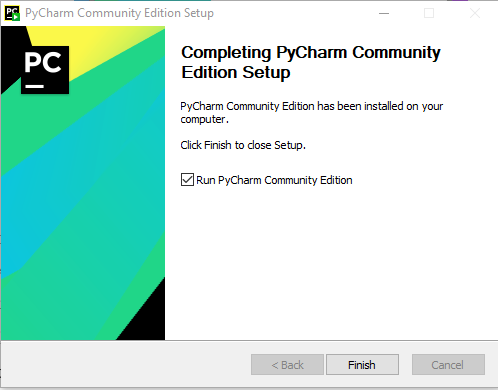 PC PyCharm Community Edition Setup
PC
Completing PyCharm Community
Edition Setup
PyCharm Community Edition has been installed on your
computer.
Click Finish to close Setup.
Run PyCharm Community Edition
< Back Finish Cancel